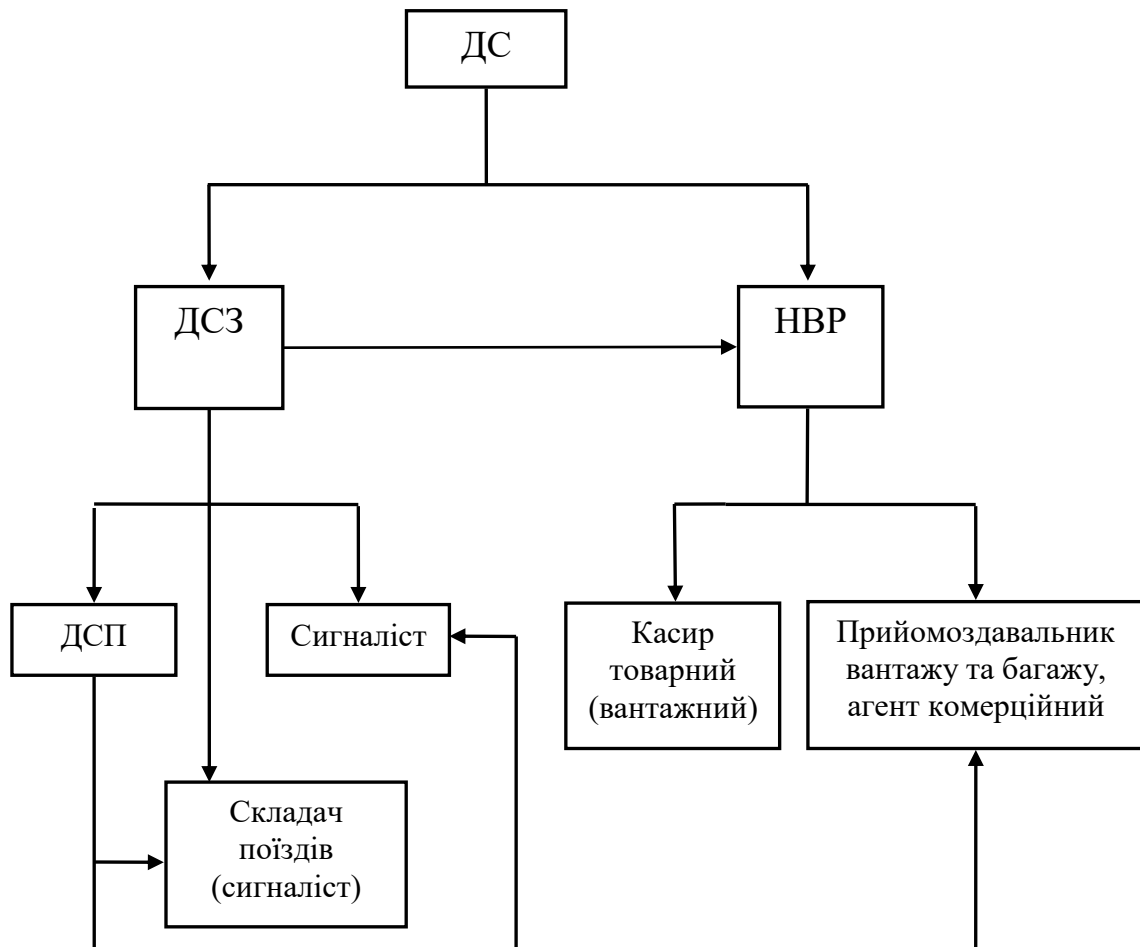 ДС
ДСЗ
НВР
ДСП
Сигналіст
Касир
товарний
(вантажний)
Прийомоздавальник
вантажу та багажу,
агент комерційний
Складач
поїздів
(сигналіст)